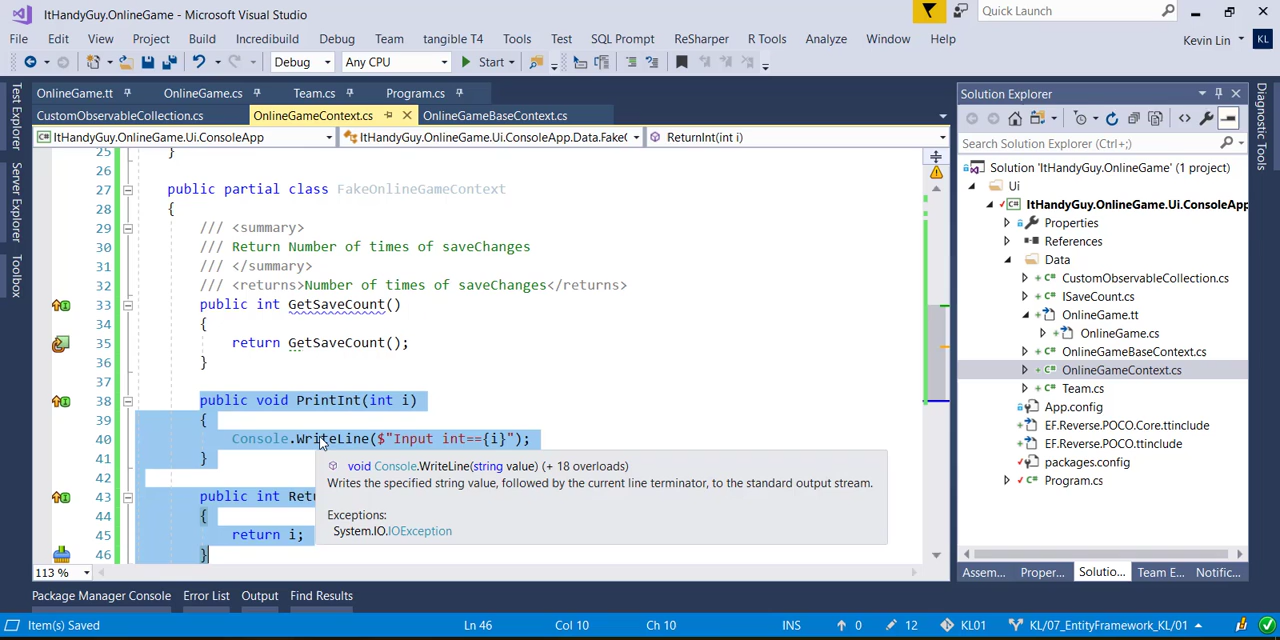 ItHandyGuy.OnlineGame - Microsoft Visual Studio
Quick Launch
File Edit View Project Build Incredibuild Debug Team tangible T4 Tools Test SQL Prompt ReSharper R Tools Analyze Window Help
Kevin Lin KL
Debug Any CPU Start
Test Explorer
Server Explorer
Toolbox
OnlineGame.tt OnlineGame.cs Team.cs Program.cs
CustomObservableCollection.cs OnlineGameContext.cs OnlineGameBaseContext.cs
ItHandyGuy.OnlineGame.Ui.ConsoleApp ItHandyGuy.OnlineGame.Ui.ConsoleApp.Data.FakeC ReturnInt(int i)
25 }
26
27 public partial class FakeOnlineGameContext
28 {
29 /// <summary>
30 /// Return Number of times of saveChanges
31 /// </summary>
32 /// <returns>Number of times of saveChanges</returns>
33 public int GetSaveCount()
34 {
35 return GetSaveCount();
36 }
37
38 public void PrintInt(int i)
39 {
40 Console.WriteLine($"Input int=={i}");
41 }
42
43 public int Retu
44 {
45 return i;
46 }
void Console.WriteLine(string value) (+ 18 overloads)
Writes the specified string value, followed by the current line terminator, to the standard output stream.
Exceptions:
System.IO.IOException
113 %
Solution Explorer
Search Solution Explorer (Ctrl+;)
Solution 'ItHandyGuy.OnlineGame' (1 project)
Ui
ItHandyGuy.OnlineGame.Ui.ConsoleApp
Properties
References
Data
CustomObservableCollection.cs
ISaveCount.cs
OnlineGame.tt
OnlineGame.cs
OnlineGameBaseContext.cs
OnlineGameContext.cs
Team.cs
App.config
EF.Reverse.POCO.Core.ttinclude
EF.Reverse.POCO.ttinclude
packages.config
Program.cs
Assem... Proper... Solutio... Team E... Notific...
Diagnostic Tools
Package Manager Console Error List Output Find Results
Item(s) Saved Ln 46 Col 10 Ch 10 INS 0 12 KL01 KL/07_EntityFramework_KL/01